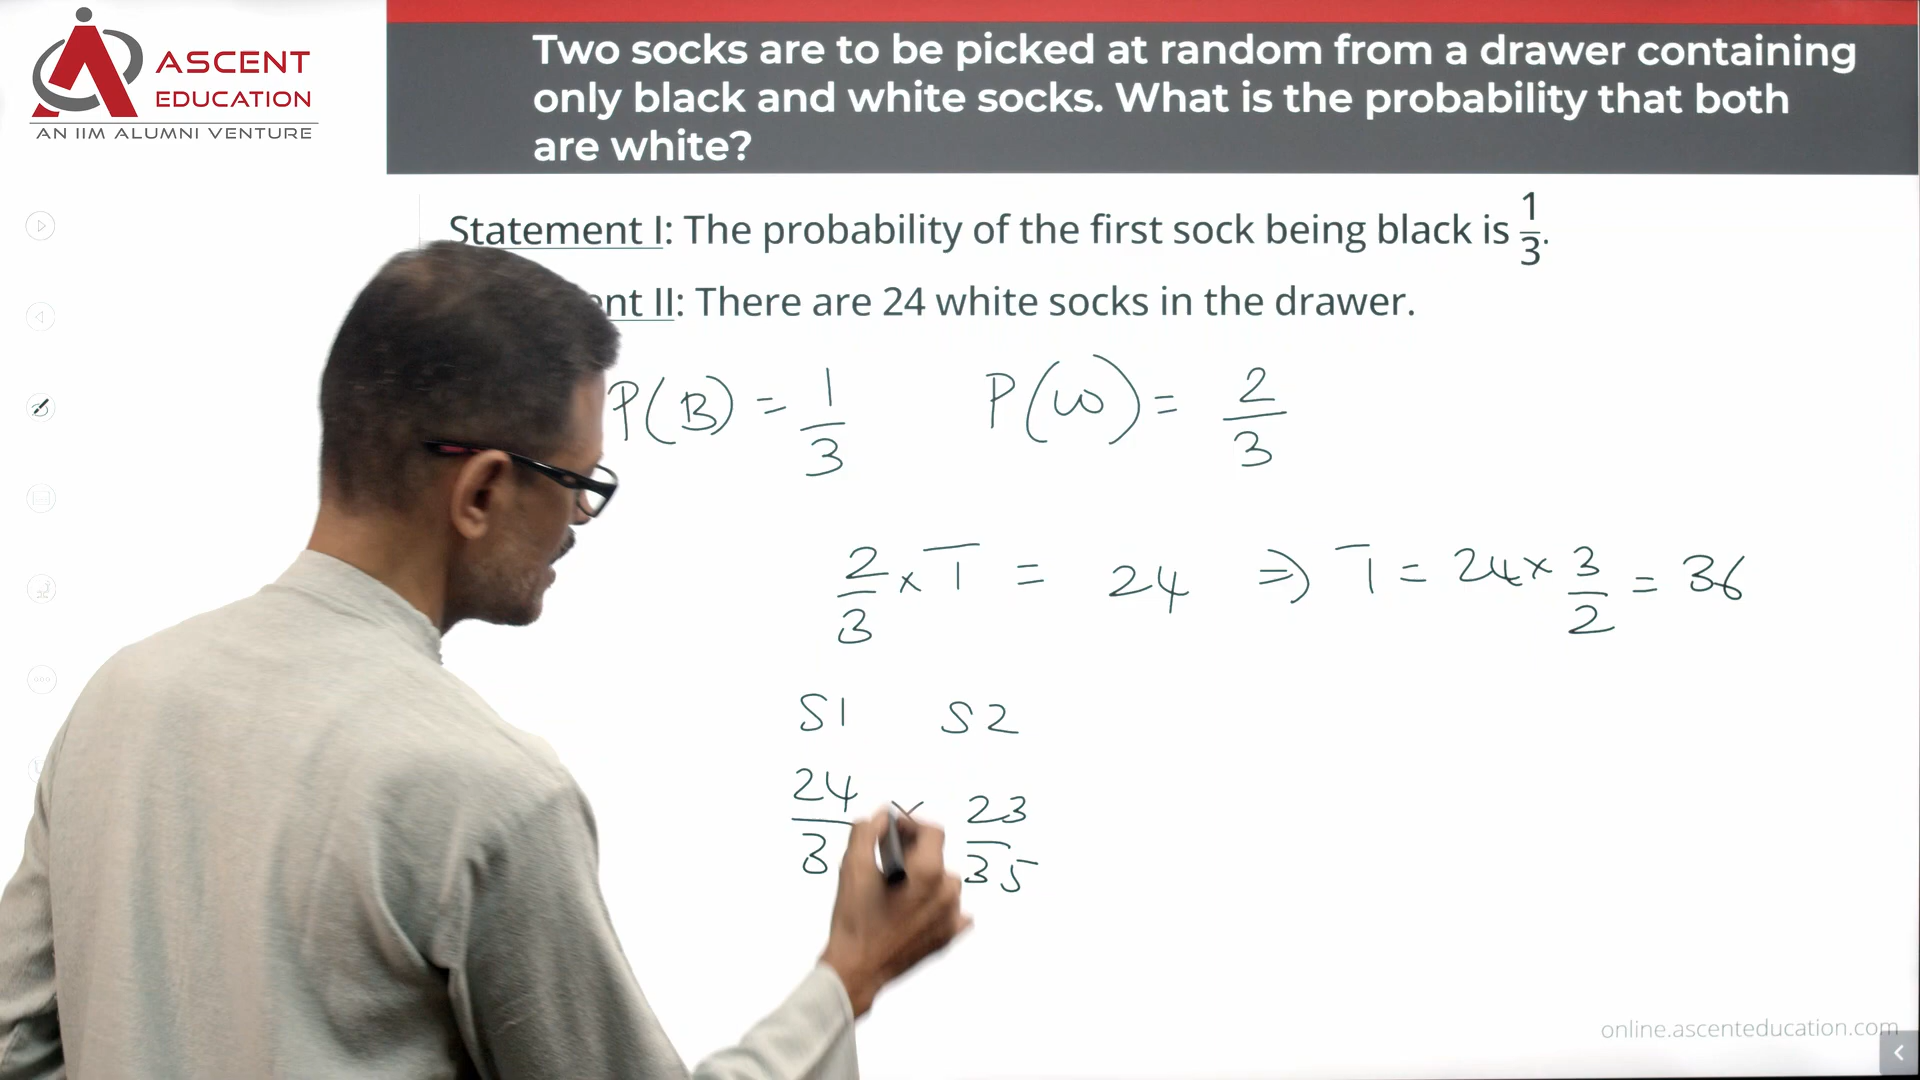 ASCENT
EDUCATION
AN IIM ALUMNI VENTURE
Two socks are to be picked at random from a drawer containing
only black and white socks. What is the probability that both
are white?
Statement I: The probability of the first sock being black is 1/3.
nt II: There are 24 white socks in the drawer.
P(B) = 1/3 P(W) = 2/3
2/3 × T = 24 ⇒ T = 24 × 3/2 = 36
S1 S2
24/3 × 23/35
online.ascenteducation.com